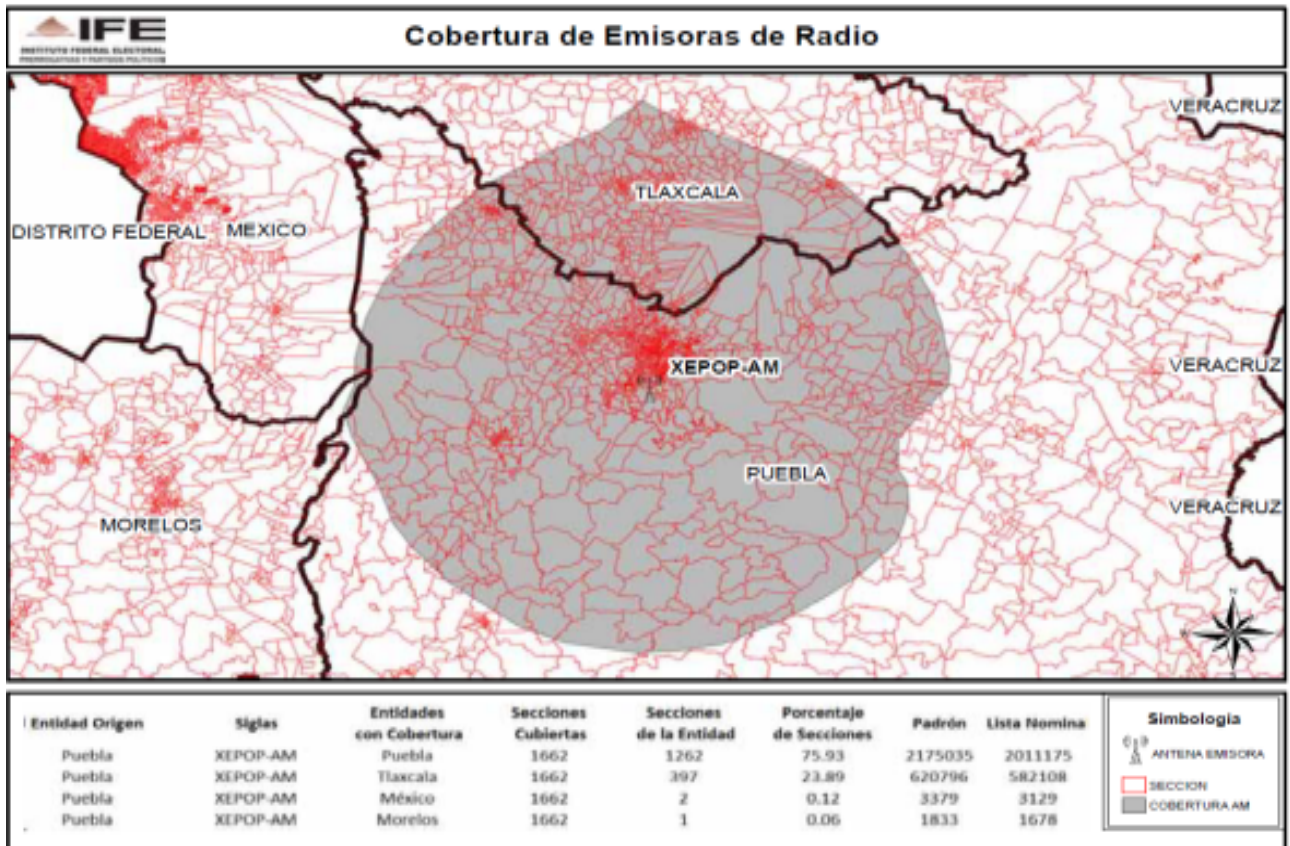 IFE
INSTITUTO FEDERAL ELECTORAL
PRERROGATIVAS Y PARTIDOS POLITICOS
Cobertura de Emisoras de Radio
VERACRUZ
TLAXCALA
DISTRITO FEDERAL MEXICO
XEPOP-AM
VERACRUZ
PUEBLA
MORELOS
VERACRUZ
Entidad Origen Siglas Entidades con Cobertura Secciones Cubiertas Secciones de la Entidad Porcentaje de Secciones Padrón Lista Nomina
Puebla XEPOP-AM Puebla 1662 1262 75.93 2175035 2011175
Puebla XEPOP-AM Tlaxcala 1662 397 23.89 620796 582108
Puebla XEPOP-AM México 1662 2 0.12 3379 3129
Puebla XEPOP-AM Morelos 1662 1 0.06 1833 1678
Simbologia
ANTENA EMISORA
SECCION
COBERTURA AM